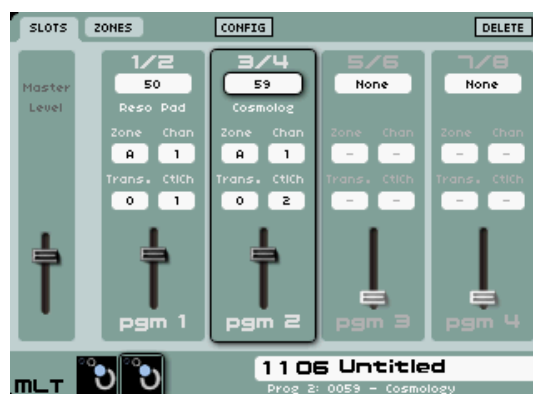 SLOTS ZONES CONFIG DELETE
1/2 3/4 5/6 7/8
Master Level
50 59 None None
Reso Pad Cosmolog
Zone Chan Zone Chan Zone Chan Zone Chan
A 1 A 1 - - - -
Trans. CtlCh Trans. CtlCh Trans. CtlCh Trans. CtlCh
0 1 0 2 - - - -
pgm 1 pgm 2 pgm 3 pgm 4
MLT
1106 Untitled
Prog 2: 0059 - Cosmology